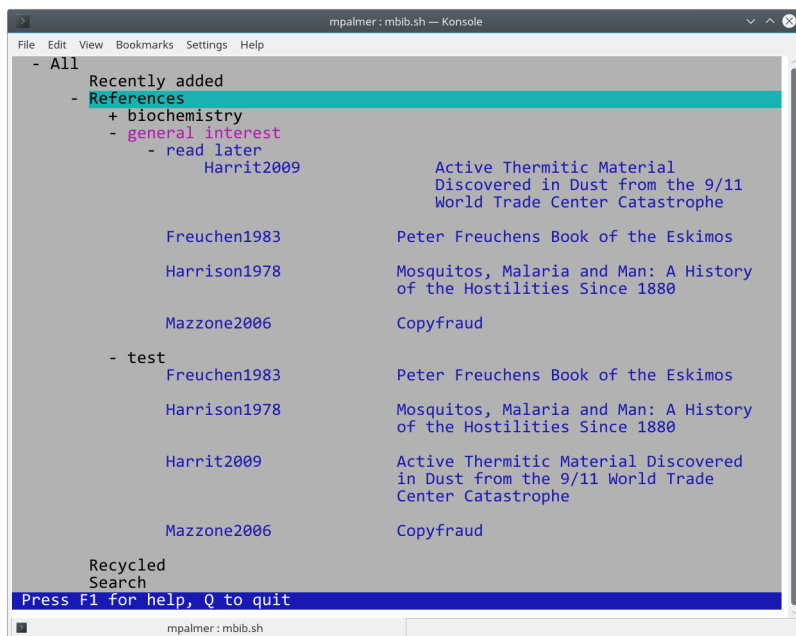 mpalmer : mbib.sh — Konsole
File Edit View Bookmarks Settings Help
- All
Recently added
- References
+ biochemistry
- general interest
- read later
Harrit2009 Active Thermitic Material
Discovered in Dust from the 9/11
World Trade Center Catastrophe
Freuchen1983 Peter Freuchens Book of the Eskimos
Harrison1978 Mosquitos, Malaria and Man: A History
of the Hostilities Since 1880
Mazzone2006 Copyfraud
- test
Freuchen1983 Peter Freuchens Book of the Eskimos
Harrison1978 Mosquitos, Malaria and Man: A History
of the Hostilities Since 1880
Harrit2009 Active Thermitic Material Discovered
in Dust from the 9/11 World Trade
Center Catastrophe
Mazzone2006 Copyfraud
Recycled
Search
Press F1 for help, Q to quit
mpalmer : mbib.sh